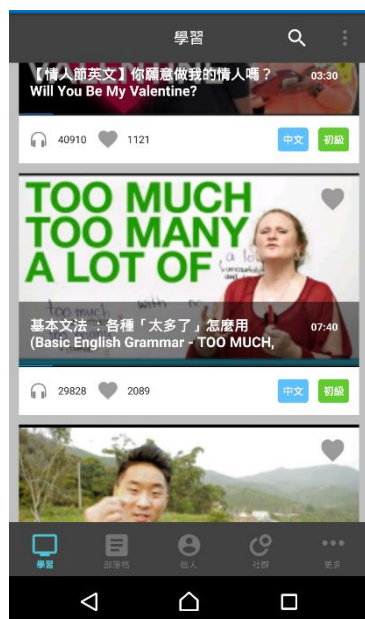 學習
【情人節英文】你願意做我的情人嗎？ 03:30
Will You Be My Valentine?
40910 1121 中文 初級
TOO MUCH
TOO MANY
A LOT OF
too much with
基本文法 ：各種「太多了」怎麼用 07:40
(Basic English Grammar - TOO MUCH,
29828 2089 中文 初級
學習 部落格 個人 社群 更多